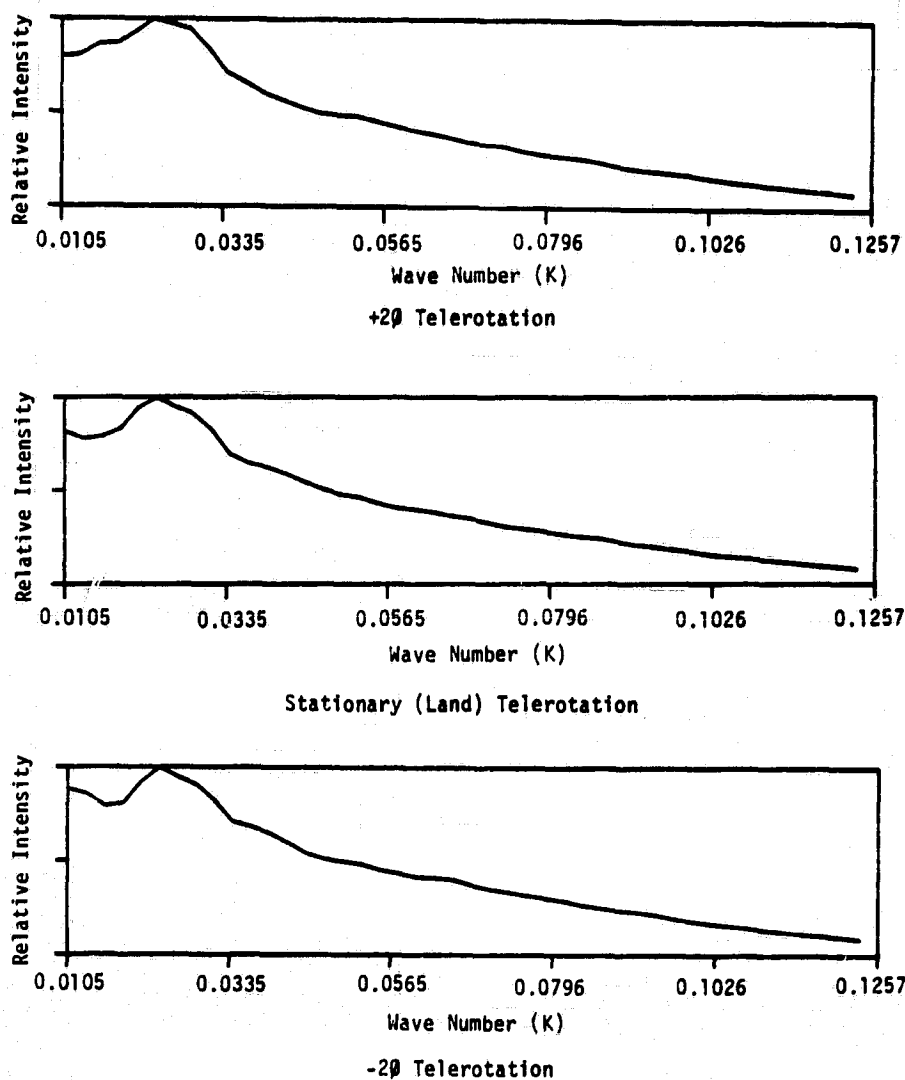 Relative Intensity
0.0105 0.0335 0.0565 0.0796 0.1026 0.1257
Wave Number (K)
+2∅ Telerotation
Relative Intensity
0.0105 0.0335 0.0565 0.0796 0.1026 0.1257
Wave Number (K)
Stationary (Land) Telerotation
Relative Intensity
0.0105 0.0335 0.0565 0.0796 0.1026 0.1257
Wave Number (K)
-2∅ Telerotation